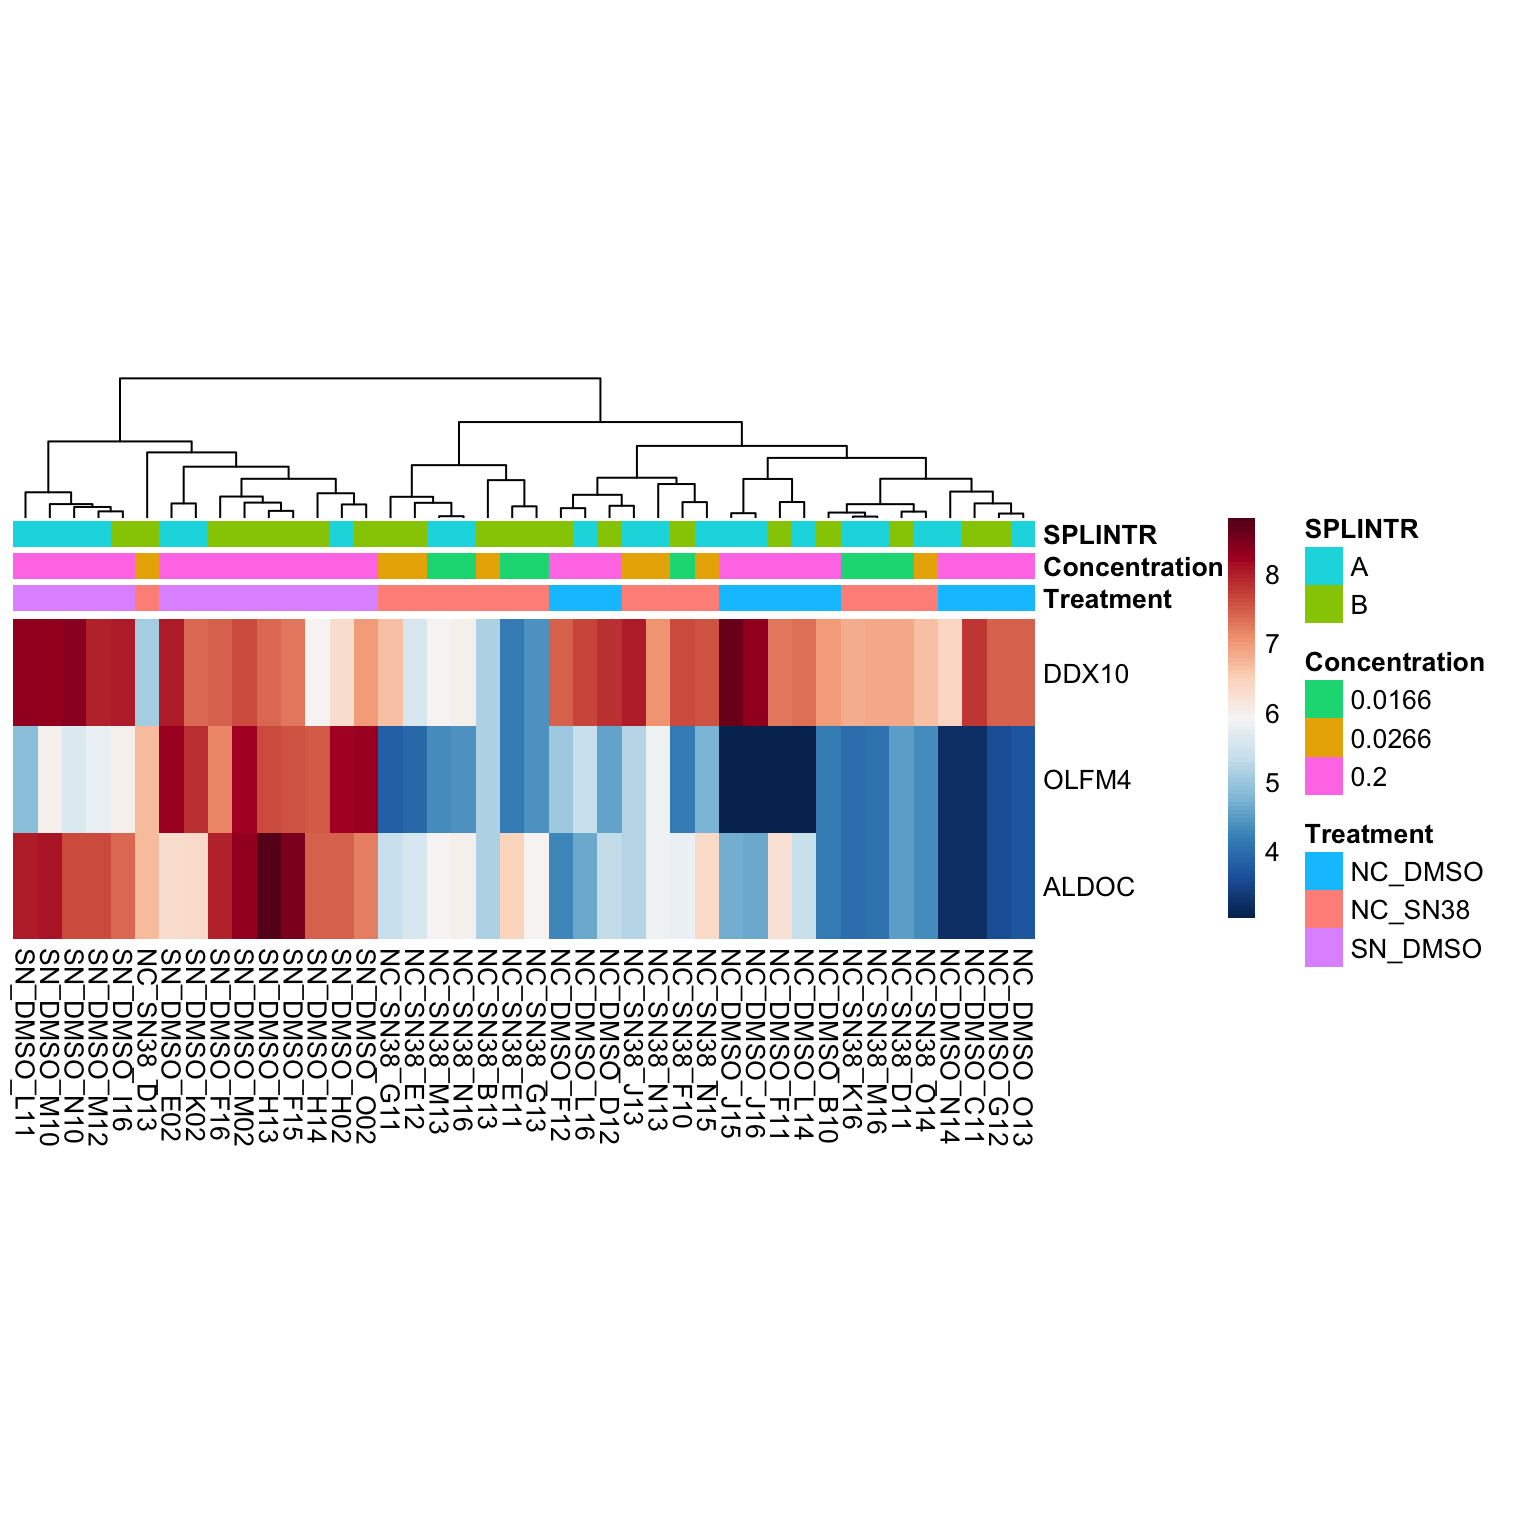 SPLINTR
Concentration
Treatment
DDX10
OLFM4
ALDOC
SN_DMSO_L11
SN_DMSO_M10
SN_DMSO_N10
SN_DMSO_M12
SN_DMSO_I16
NC_SN38_D13
SN_DMSO_E02
SN_DMSO_K02
SN_DMSO_F16
SN_DMSO_M02
SN_DMSO_H13
SN_DMSO_F15
SN_DMSO_H14
SN_DMSO_H02
SN_DMSO_O02
NC_SN38_G11
NC_SN38_E12
NC_SN38_M13
NC_SN38_N16
NC_SN38_B13
NC_SN38_E11
NC_SN38_G13
NC_DMSO_F12
NC_DMSO_L16
NC_DMSO_D12
NC_SN38_J13
NC_SN38_N13
NC_SN38_F10
NC_SN38_N15
NC_DMSO_J15
NC_DMSO_J16
NC_DMSO_F11
NC_DMSO_L14
NC_DMSO_B10
NC_SN38_K16
NC_SN38_M16
NC_SN38_D11
NC_SN38_O14
NC_DMSO_N14
NC_DMSO_C11
NC_DMSO_G12
NC_DMSO_O13
8
7
6
5
4
SPLINTR
A
B
Concentration
0.0166
0.0266
0.2
Treatment
NC_DMSO
NC_SN38
SN_DMSO